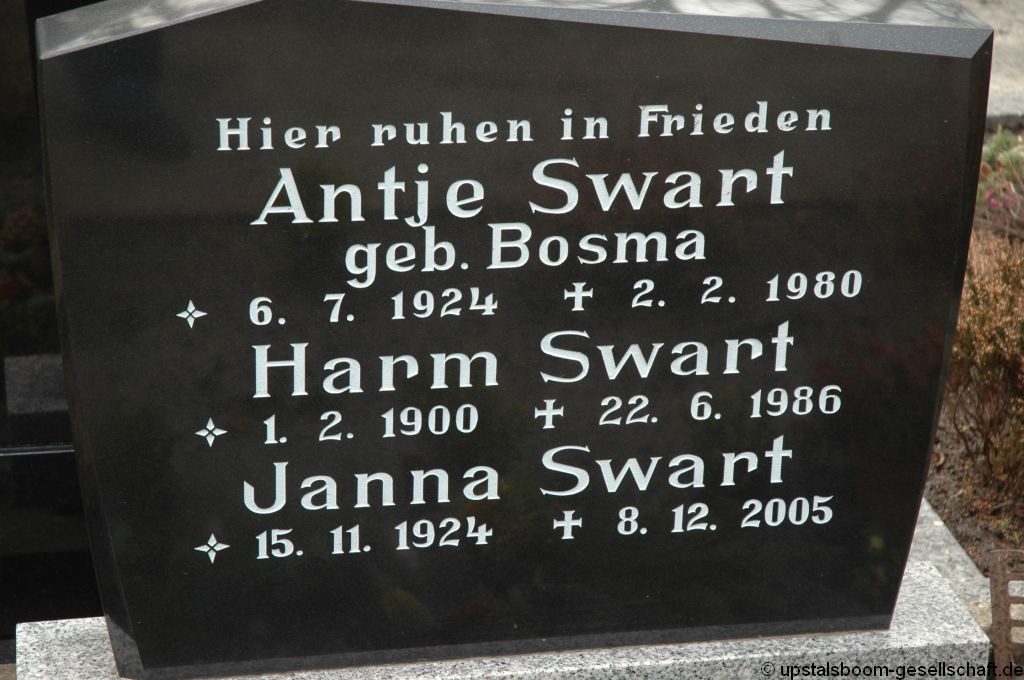 Hier ruhen in Frieden
Antje Swart
geb. Bosma
6. 7. 1924 2. 2. 1980
Harm Swart
1. 2. 1900 22. 6. 1986
Janna Swart
15. 11. 1924 8. 12. 2005
© upstalsboom-gesellschaft.de